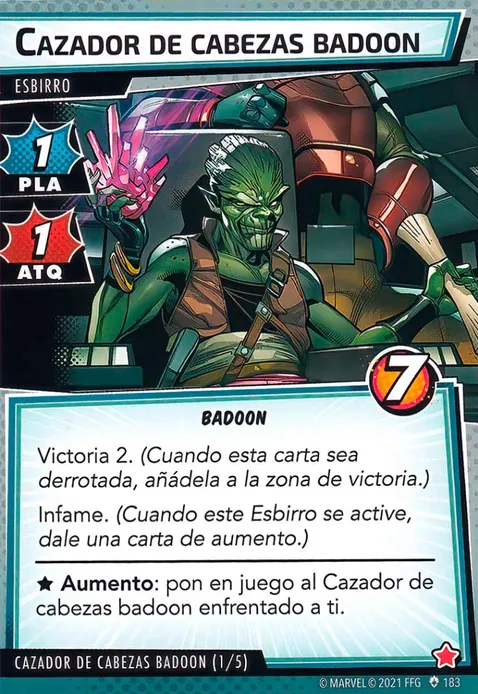 CAZADOR DE CABEZAS BADOON
ESBIRRO
1
PLA
1
ATQ
7
BADOON
Victoria 2. (Cuando esta carta sea
derrotada, añádela a la zona de victoria.)
Infame. (Cuando este Esbirro se active,
dale una carta de aumento.)
★ Aumento: pon en juego al Cazador de
cabezas badoon enfrentado a ti.
CAZADOR DE CABEZAS BADOON (1/5)
© MARVEL © 2021 FFG 183